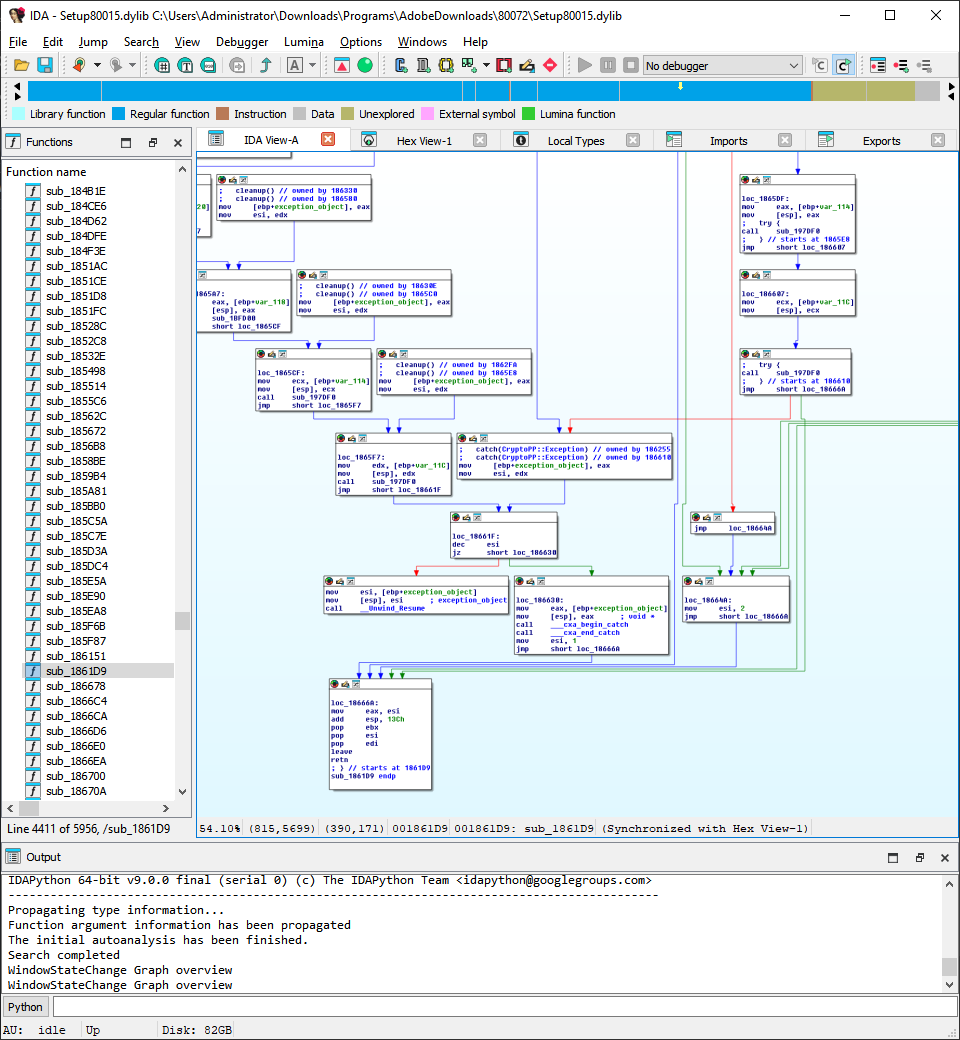 IDA - Setup80015.dylib C:\Users\Administrator\Downloads\Programs\AdobeDownloads\80072\Setup80015.dylib
File Edit Jump Search View Debugger Lumina Options Windows Help
No debugger
Library function Regular function Instruction Data Unexplored External symbol Lumina function
Functions
IDA View-A Hex View-1 Local Types Imports Exports
Function name
sub_184B1E
sub_184CE6
sub_184D62
sub_184DFE
sub_184F3E
sub_1851AC
sub_1851CE
sub_1851D8
sub_1851FC
sub_18528C
sub_1852C8
sub_18532E
sub_185498
sub_185514
sub_1855C6
sub_18562C
sub_185672
sub_1856B8
sub_1858BE
sub_1859B4
sub_185A81
sub_185BB0
sub_185C5A
sub_185C7E
sub_185D3A
sub_185DC4
sub_185E5A
sub_185E90
sub_185EA8
sub_185F6B
sub_185F87
sub_186151
sub_1861D9
sub_186678
sub_1866C4
sub_1866CA
sub_1866D6
sub_1866E0
sub_1866EA
sub_186700
sub_18670A
Line 4411 of 5956, /sub_1861D9
; cleanup() // owned by 186330
; cleanup() // owned by 186580
mov [ebp+exception_object], eax
mov esi, edx
loc_1865DF:
mov eax, [ebp+var_114]
mov [esp], eax
; try {
call sub_197DF0
; } // starts at 1865E8
jmp short loc_186607
eax, [ebp+var_118]
[esp], eax
sub_1BFD00
short loc_1865CF
; cleanup() // owned by 18630E
; cleanup() // owned by 1865C0
mov [ebp+exception_object], eax
mov esi, edx
loc_186607:
mov ecx, [ebp+var_11C]
mov [esp], ecx
loc_1865CF:
mov ecx, [ebp+var_114]
mov [esp], ecx
call sub_197DF0
jmp short loc_1865F7
; cleanup() // owned by 1862FA
; cleanup() // owned by 1865E8
mov [ebp+exception_object], eax
mov esi, edx
; try {
call sub_197DF0
; } // starts at 186610
jmp short loc_18666A
loc_1865F7:
mov edx, [ebp+var_11C]
mov [esp], edx
call sub_197DF0
jmp short loc_18661F
; catch(CryptoPP::Exception) // owned by 186255
; catch(CryptoPP::Exception) // owned by 186610
mov [ebp+exception_object], eax
mov esi, edx
loc_18661F:
dec esi
jz short loc_186630
jmp loc_18664A
mov esi, [ebp+exception_object]
mov [esp], esi ; exception_object
call __Unwind_Resume
loc_186630:
mov eax, [ebp+exception_object]
mov [esp], eax ; void *
call ___cxa_begin_catch
call ___cxa_end_catch
mov esi, 1
jmp short loc_18666A
loc_18664A:
mov esi, 2
jmp short loc_18666A
loc_18666A:
mov eax, esi
add esp, 13Ch
pop ebx
pop esi
pop edi
leave
retn
; } // starts at 1861D9
sub_1861D9 endp
54.10% (815,5699) (390,171) 001861D9 001861D9: sub_1861D9 (Synchronized with Hex View-1)
Output
IDAPython 64-bit v9.0.0 final (serial 0) (c) The IDAPython Team <idapython@googlegroups.com>
Propagating type information...
Function argument information has been propagated
The initial autoanalysis has been finished.
Search completed
WindowStateChange Graph overview
WindowStateChange Graph overview
Python
AU: idle Up Disk: 82GB